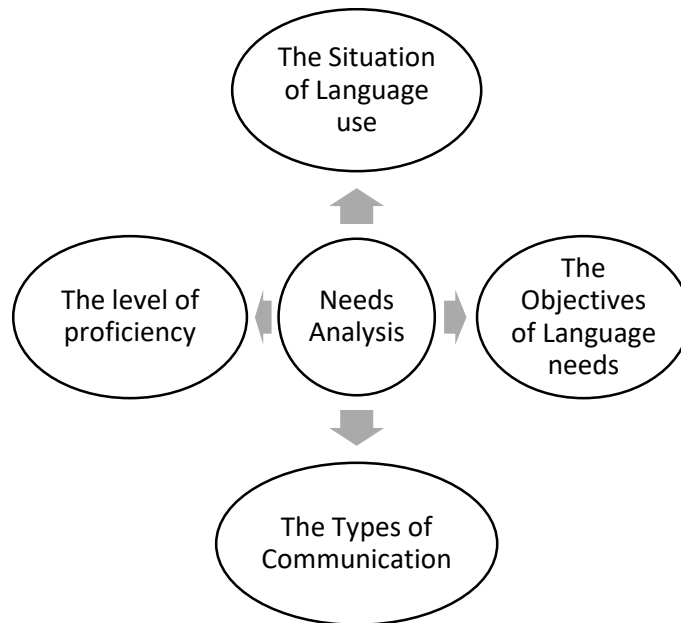 The Situation
of Language
use
The level of
proficiency
Needs
Analysis
The
Objectives
of Language
needs
The Types of
Communication